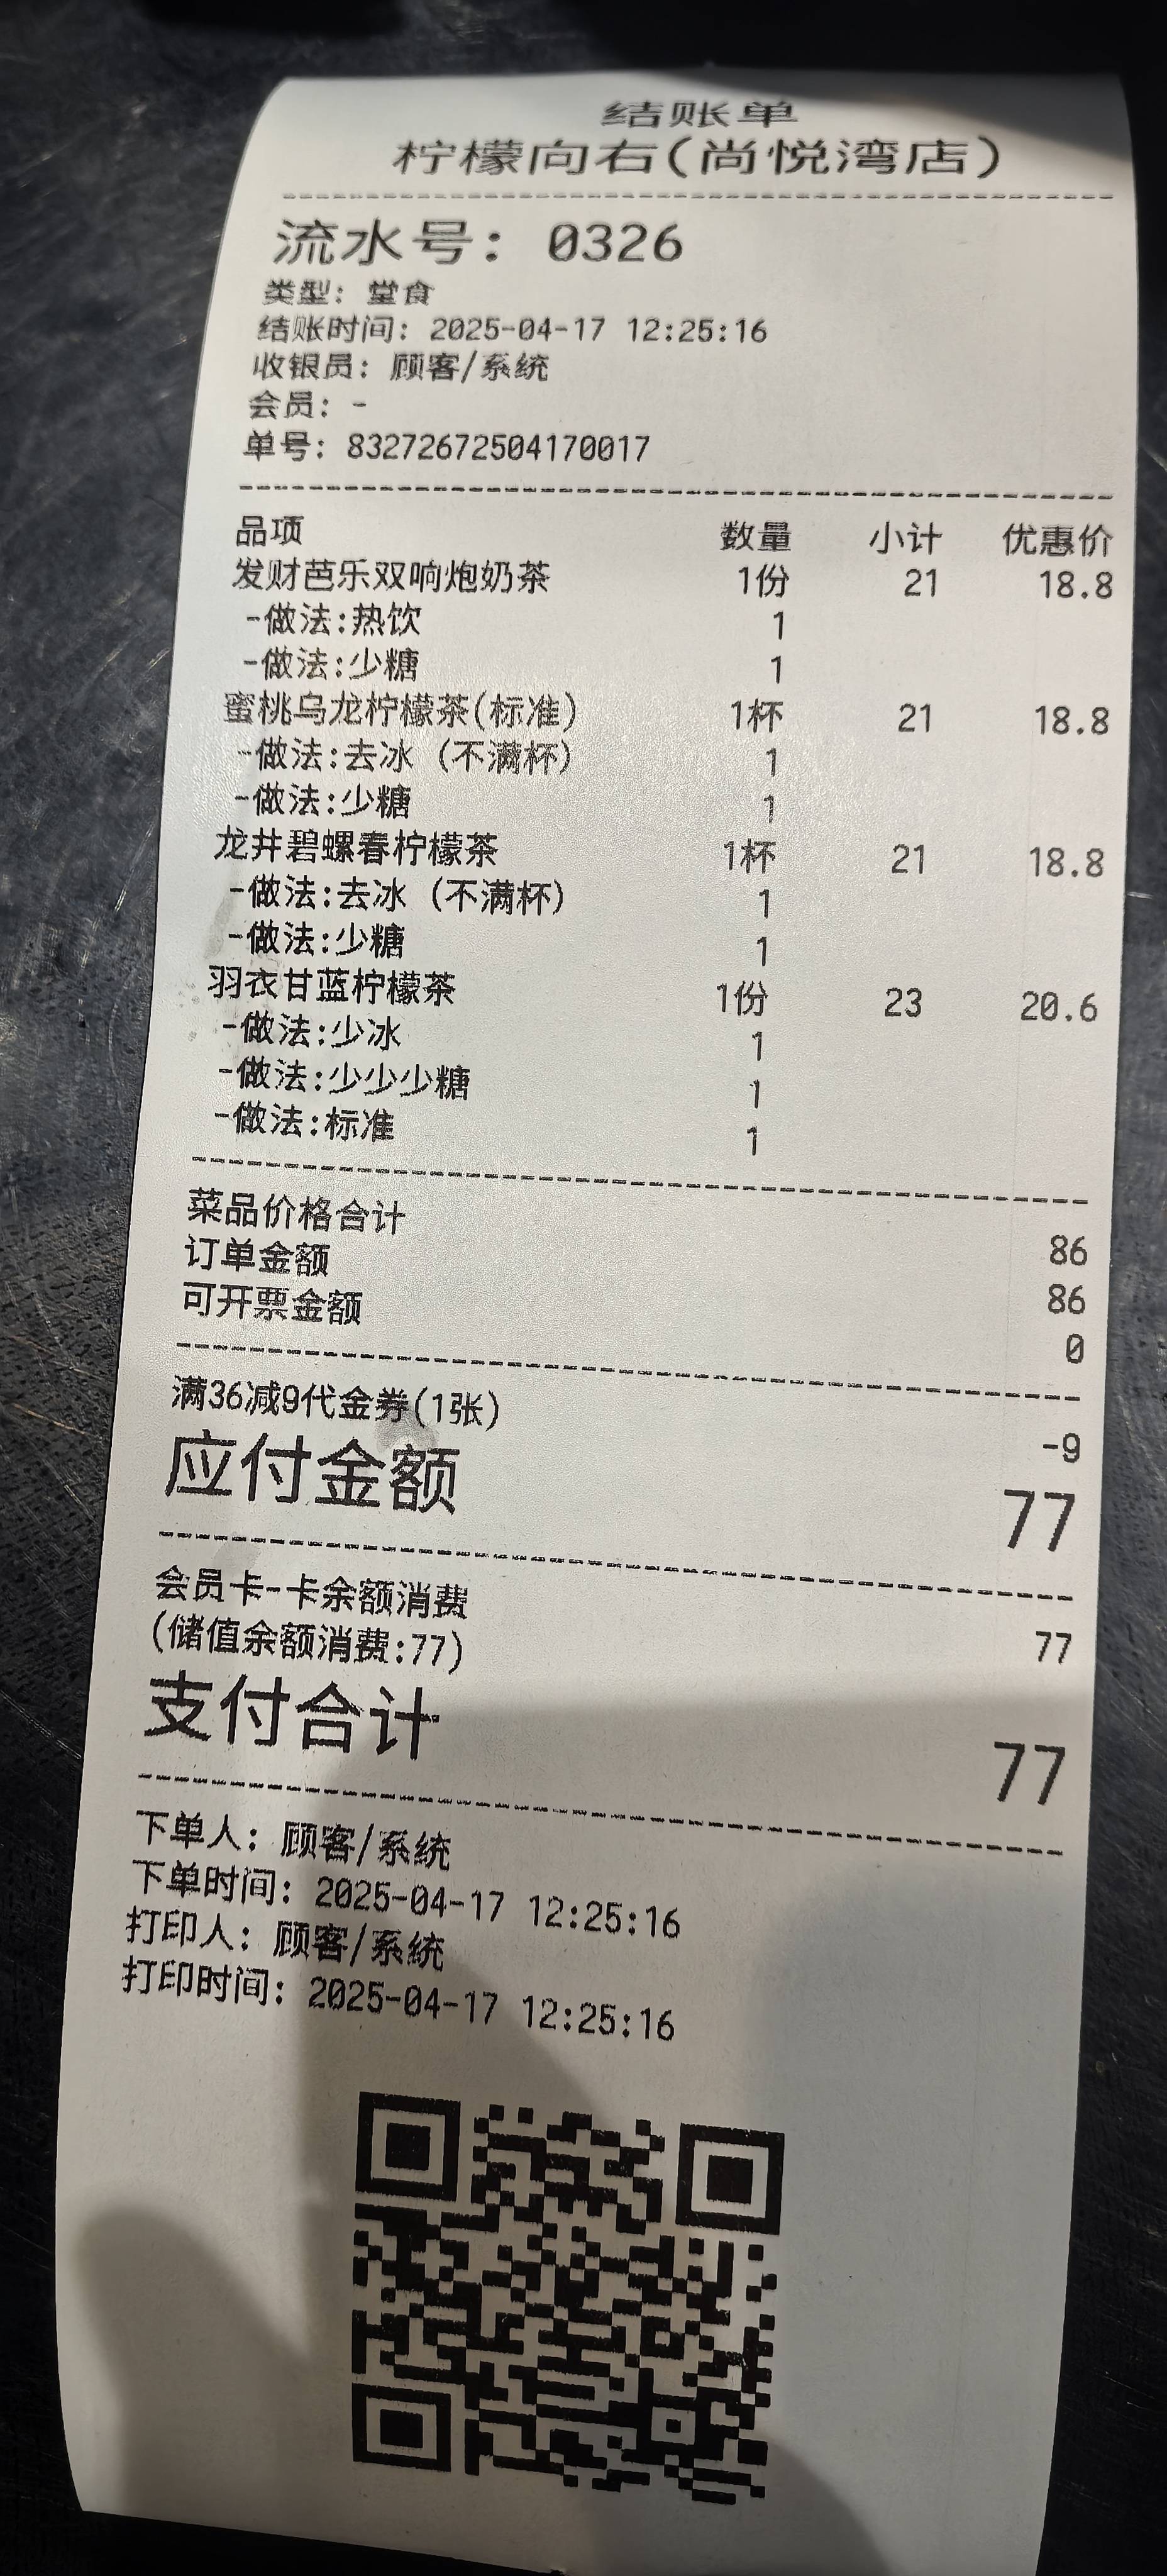 结账单
柠檬向右(尚悦湾店)
流水号: 0326
类型: 堂食
结账时间: 2025-04-17 12:25:16
收银员: 顾客/系统
会员: -
单号: 83272672504170017
品项 数量 小计 优惠价
发财芭乐双响炮奶茶 1份 21 18.8
-做法:热饮 1
-做法:少糖 1
蜜桃乌龙柠檬茶(标准) 1杯 21 18.8
-做法:去冰 (不满杯) 1
-做法:少糖 1
龙井碧螺春柠檬茶 1杯 21 18.8
-做法:去冰 (不满杯) 1
-做法:少糖 1
羽衣甘蓝柠檬茶 1份 23 20.6
-做法:少冰 1
-做法:少少少糖 1
-做法:标准 1
菜品价格合计 86
订单金额 86
可开票金额 0
满36减9代金券(1张) -9
应付金额 77
会员卡-卡余额消费 77
(储值余额消费:77)
支付合计 77
下单人: 顾客/系统
下单时间: 2025-04-17 12:25:16
打印人: 顾客/系统
打印时间: 2025-04-17 12:25:16